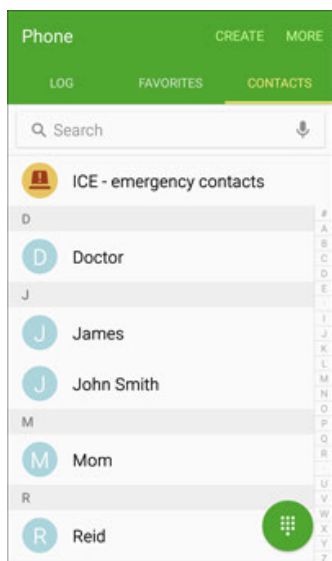 Phone CREATE MORE
LOG FAVORITES CONTACTS
Search
ICE - emergency contacts
D
D Doctor
J
J James
J John Smith
M
M Mom
R
R Reid
#
A
B
C
D
E
I
J
K
L
M
N
O
P
Q
R
U
V
W
X
Y
Z